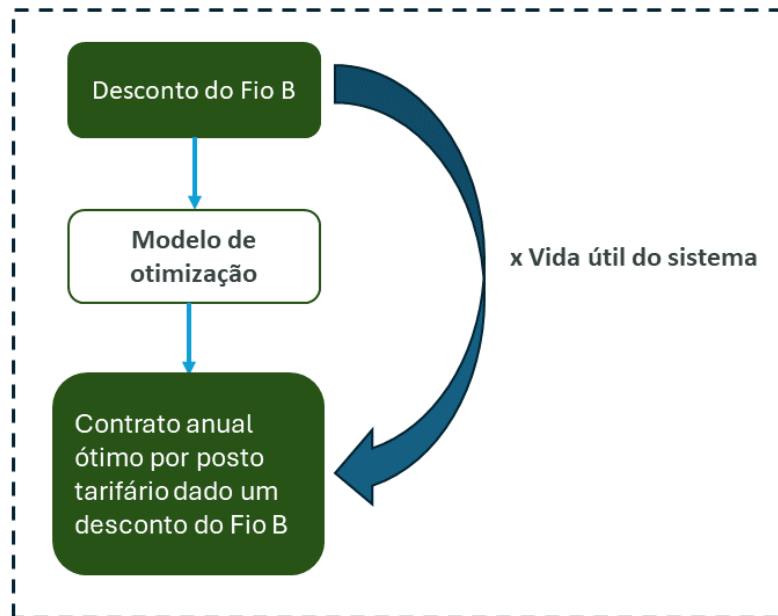 Desconto do Fio B
Modelo de
otimização
x Vida útil do sistema
Contrato anual
ótimo por posto
tarifário dado um
desconto do Fio B